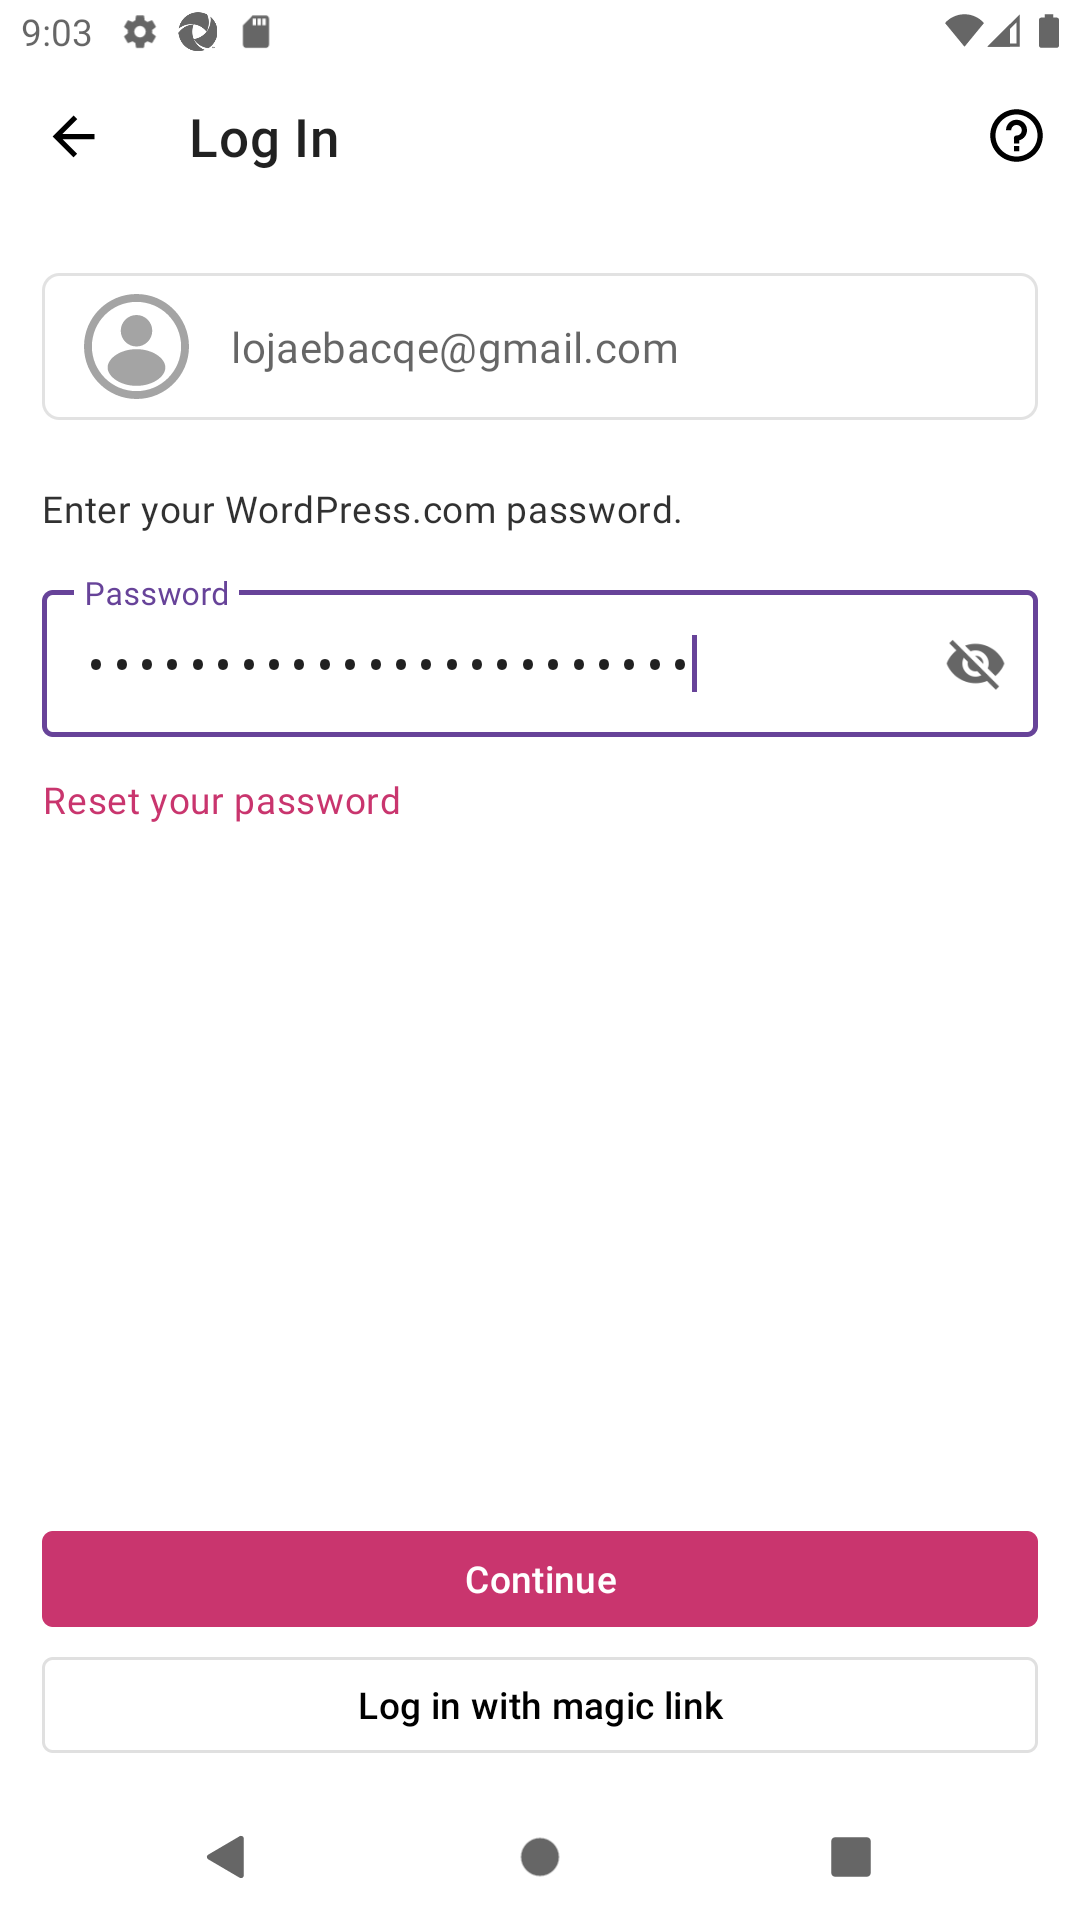 9:03
Log In
lojaebacqe@gmail.com
Enter your WordPress.com password.
Password
••••••••••••••••••••••••
Reset your password
Continue
Log in with magic link